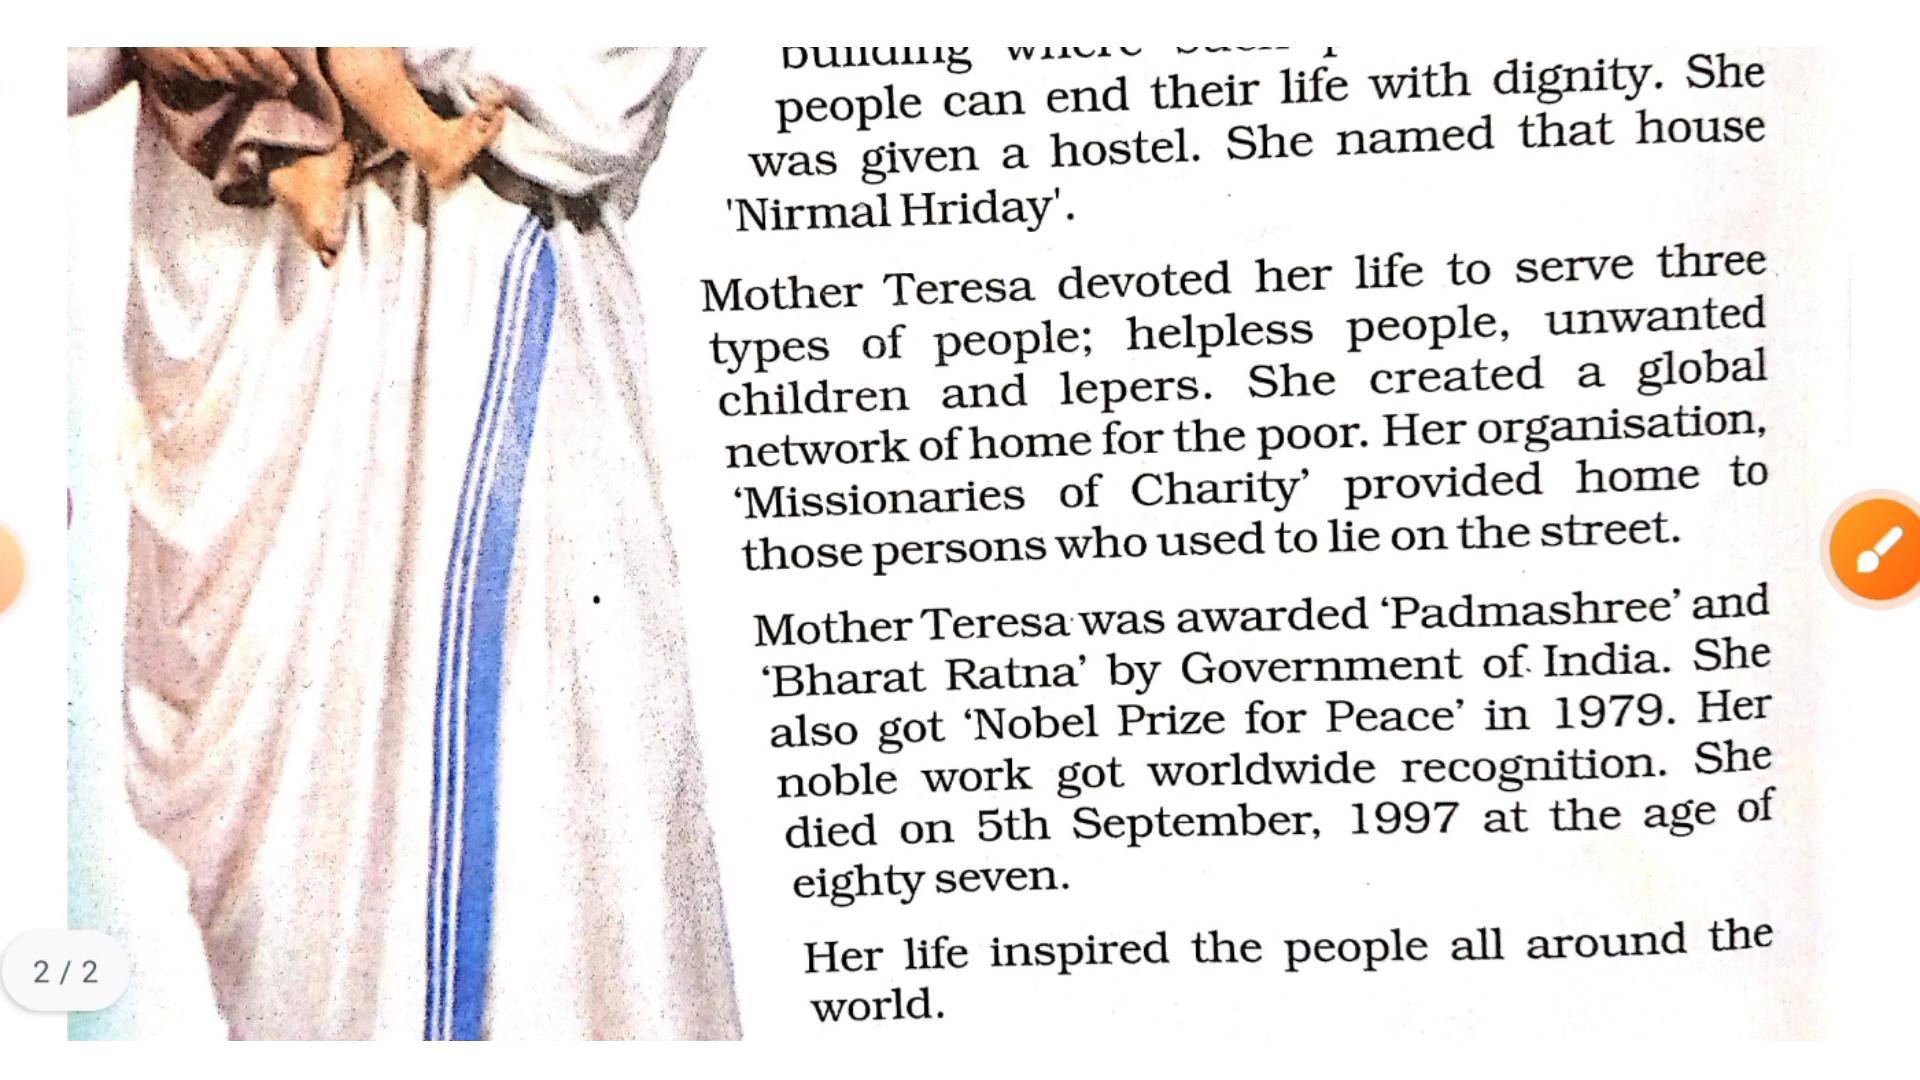 building where such
people can end their life with dignity. She
was given a hostel. She named that house
'Nirmal Hriday'.
Mother Teresa devoted her life to serve three
types of people; helpless people, unwanted
children and lepers. She created a global
network of home for the poor. Her organisation,
‘Missionaries of Charity’ provided home to
those persons who used to lie on the street.
Mother Teresa was awarded ‘Padmashree’ and
‘Bharat Ratna’ by Government of India. She
also got ‘Nobel Prize for Peace’ in 1979. Her
noble work got worldwide recognition. She
died on 5th September, 1997 at the age of
eighty seven.
Her life inspired the people all around the
world.
2 / 2